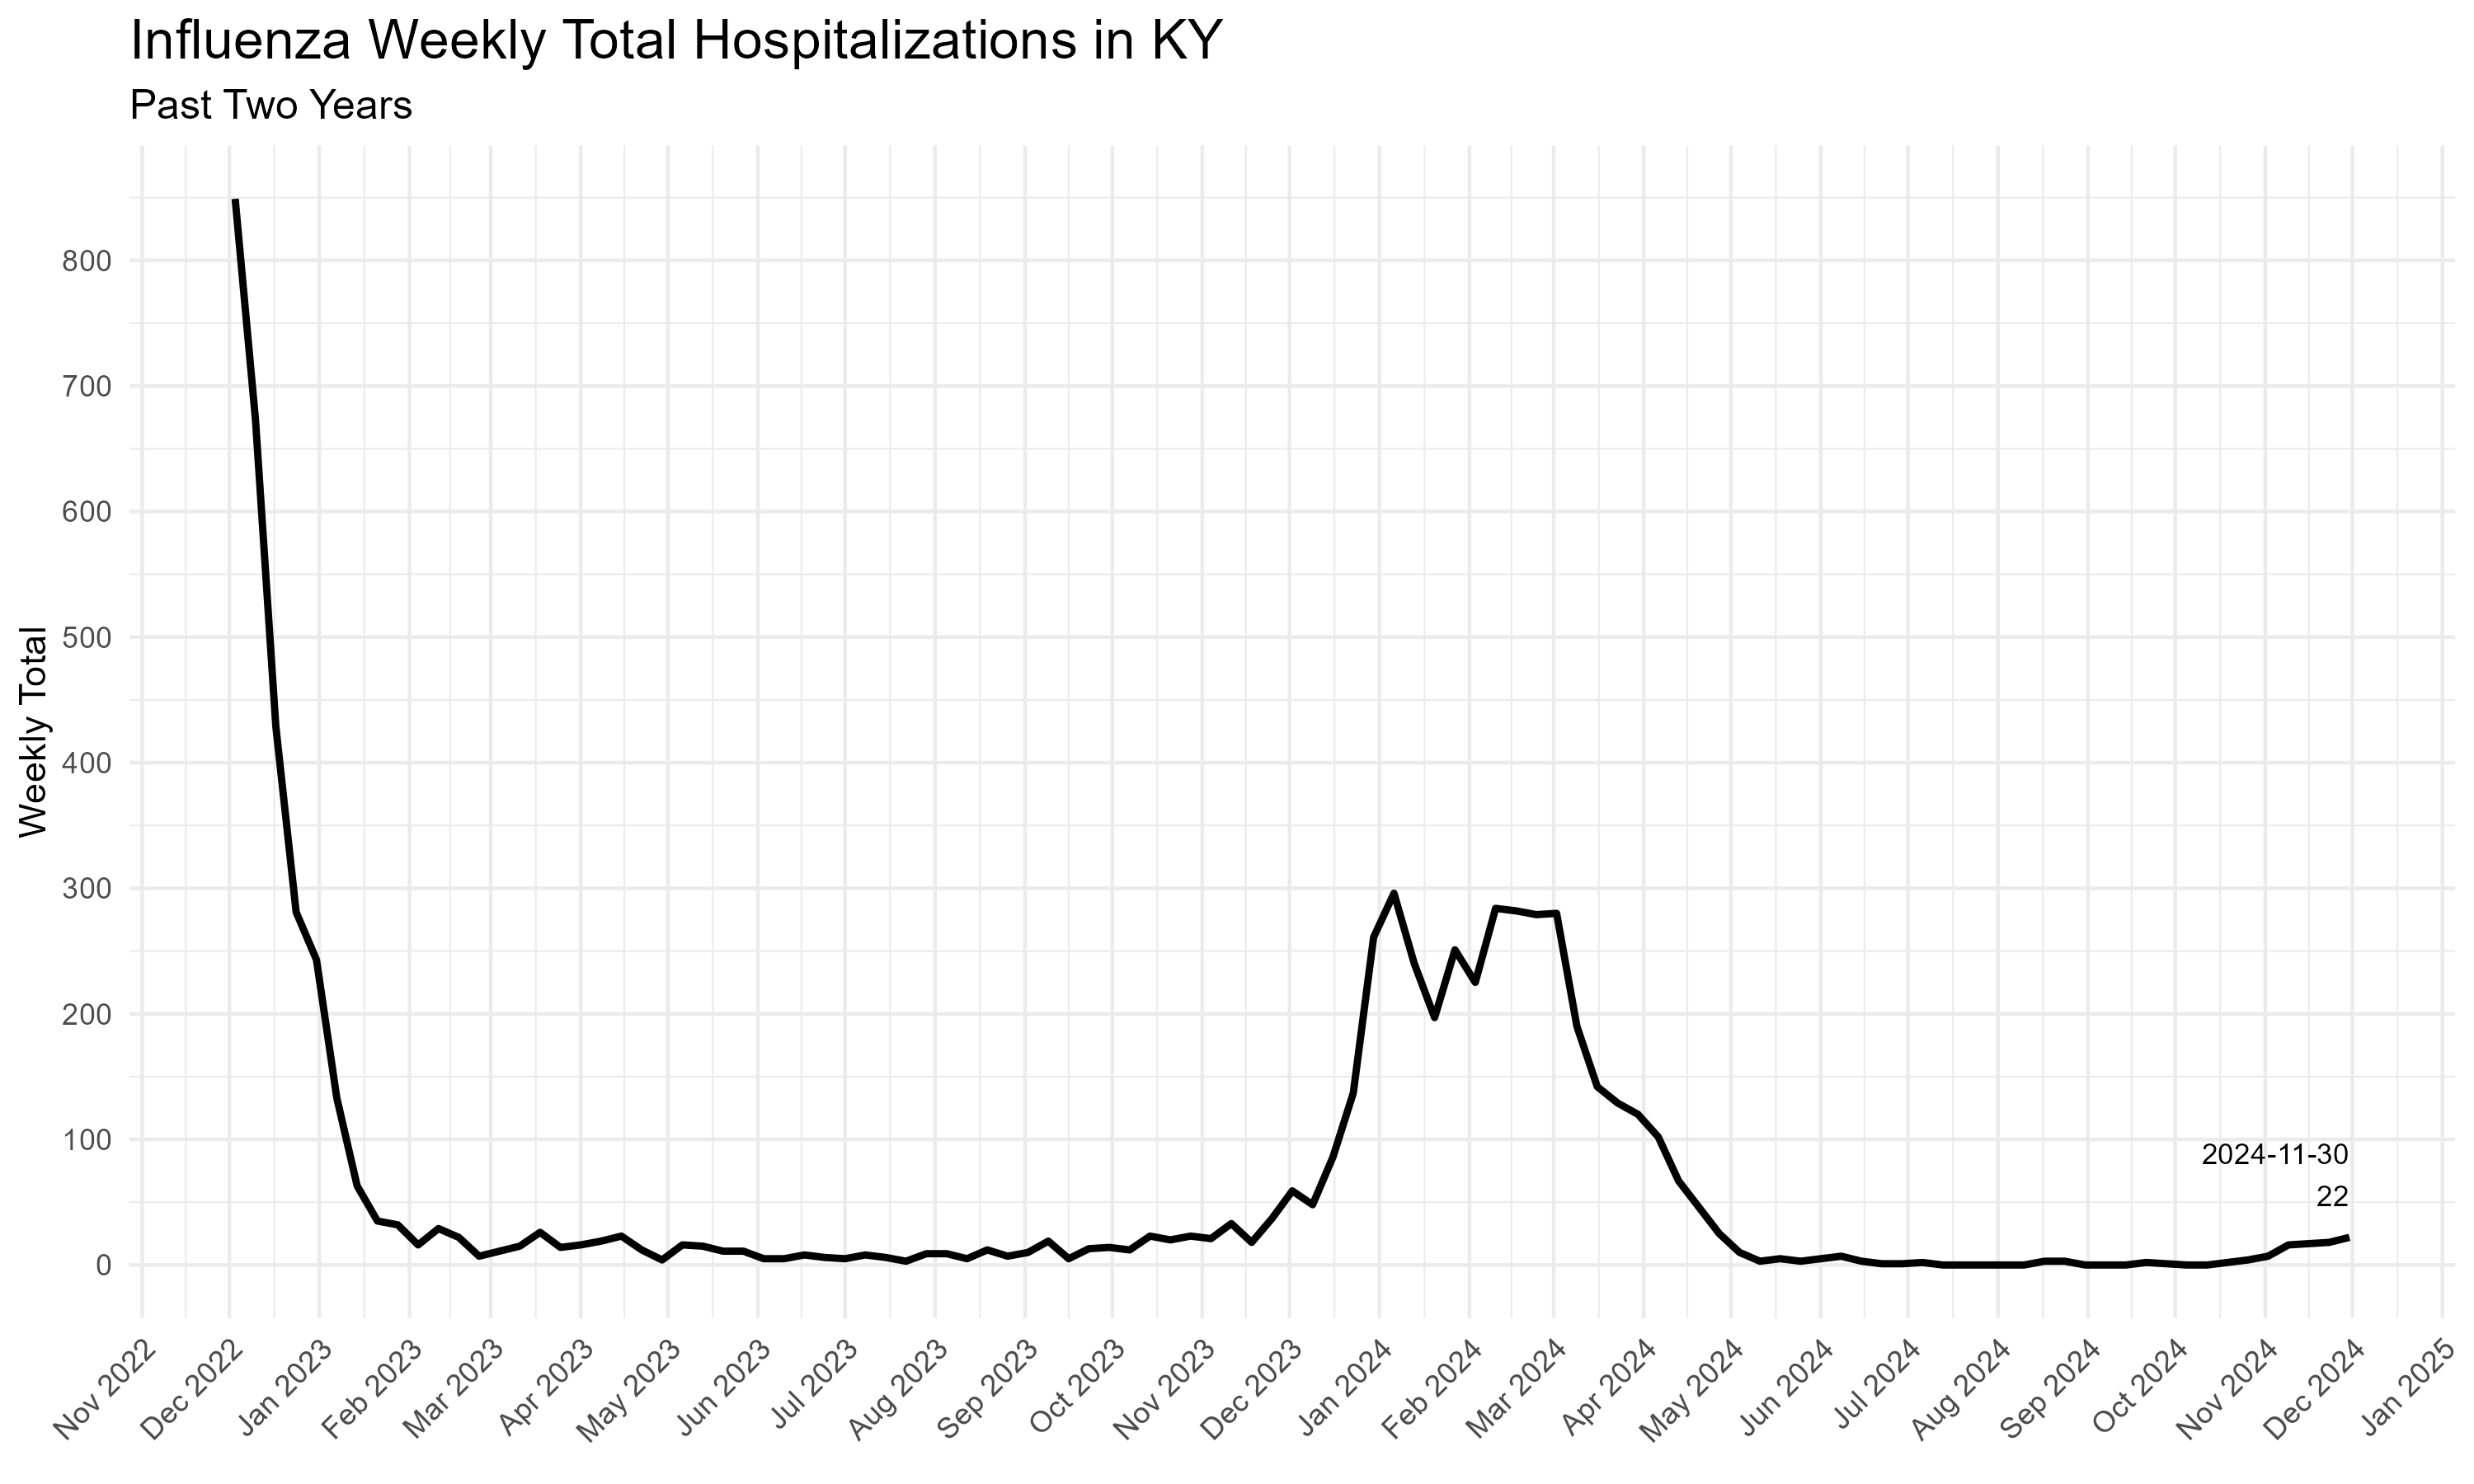 Influenza Weekly Total Hospitalizations in KY
Past Two Years
Weekly Total
800
700
600
500
400
300
200
100
0
2024-11-30
22
Nov 2022
Dec 2022
Jan 2023
Feb 2023
Mar 2023
Apr 2023
May 2023
Jun 2023
Jul 2023
Aug 2023
Sep 2023
Oct 2023
Nov 2023
Dec 2023
Jan 2024
Feb 2024
Mar 2024
Apr 2024
May 2024
Jun 2024
Jul 2024
Aug 2024
Sep 2024
Oct 2024
Nov 2024
Dec 2024
Jan 2025